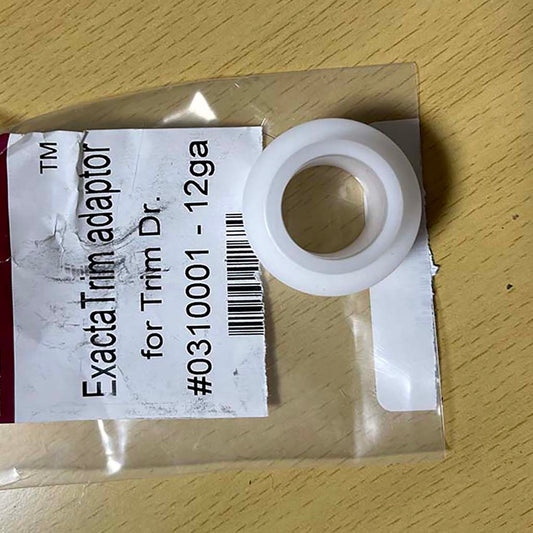 ExactaTrim adaptor ™
for Trim Dr.
#0310001 - 12ga